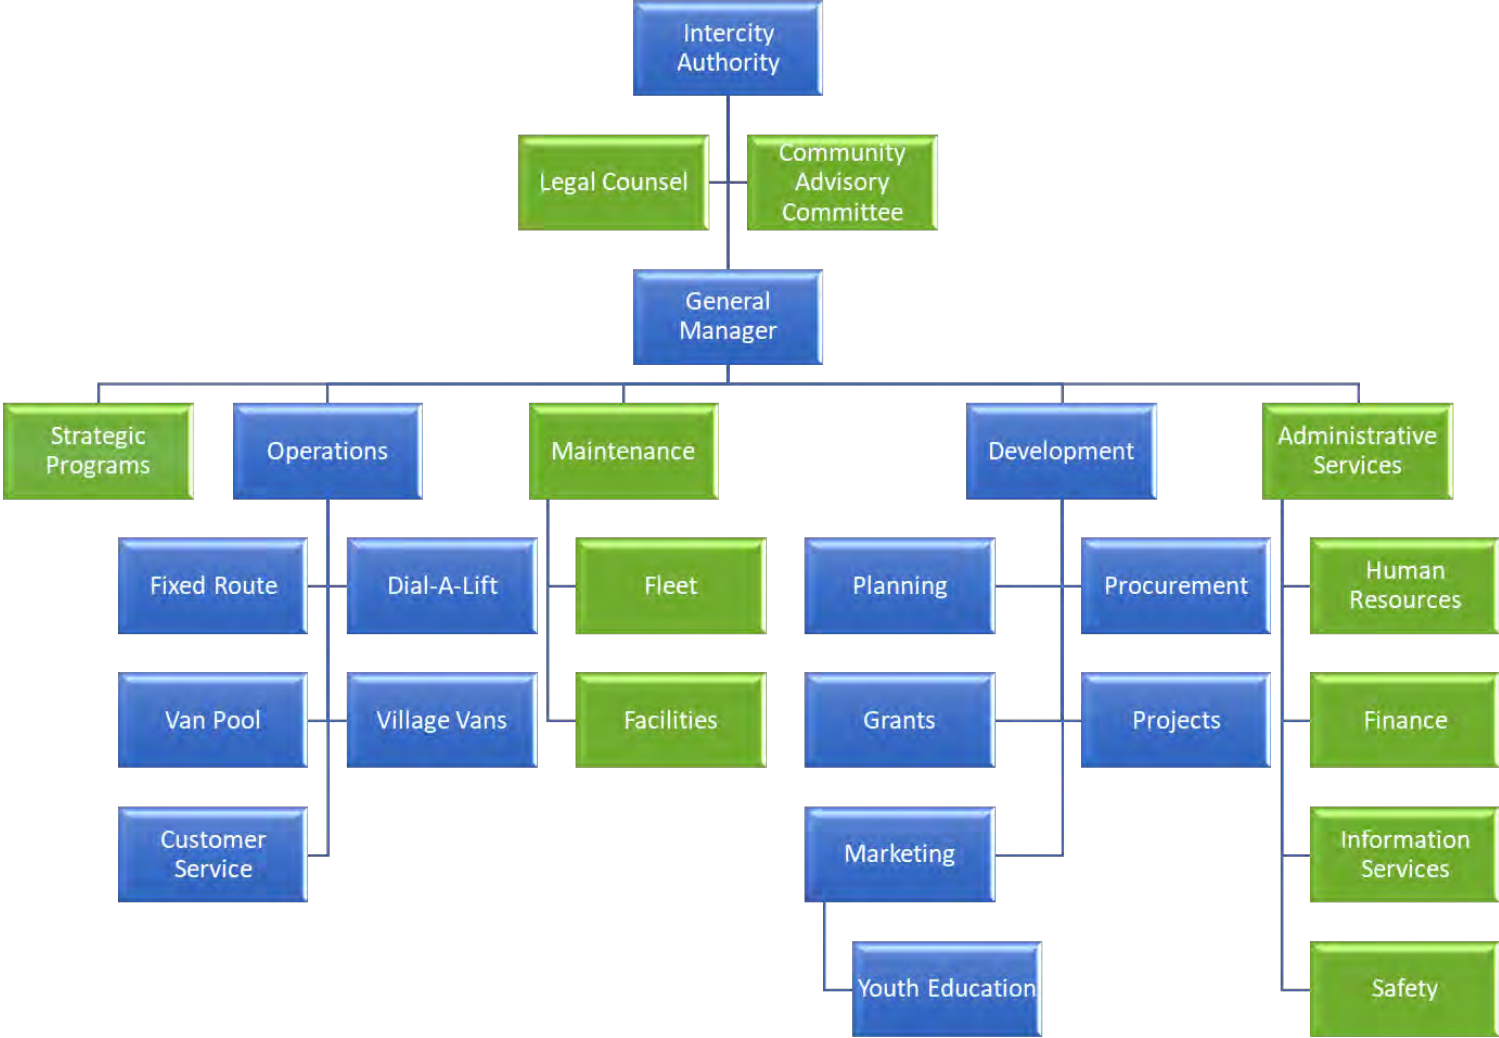 Intercity
Authority
Legal Counsel
Community
Advisory
Committee
General
Manager
Strategic
Programs
Operations
Maintenance
Development
Administrative
Services
Fixed Route
Dial-A-Lift
Fleet
Planning
Procurement
Human
Resources
Van Pool
Village Vans
Facilities
Grants
Projects
Finance
Customer
Service
Marketing
Information
Services
Youth Education
Safety